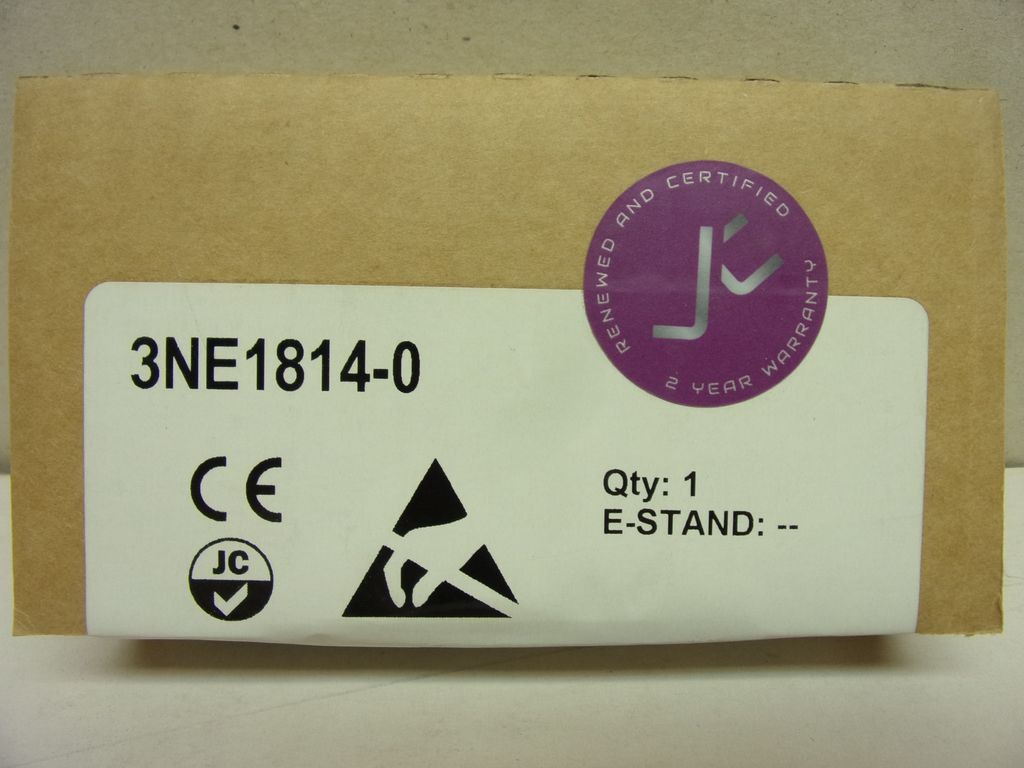 RENEWED AND CERTIFIED
2 YEAR WARRANTY
3NE1814-0
CE
JC
Qty: 1
E-STAND: --